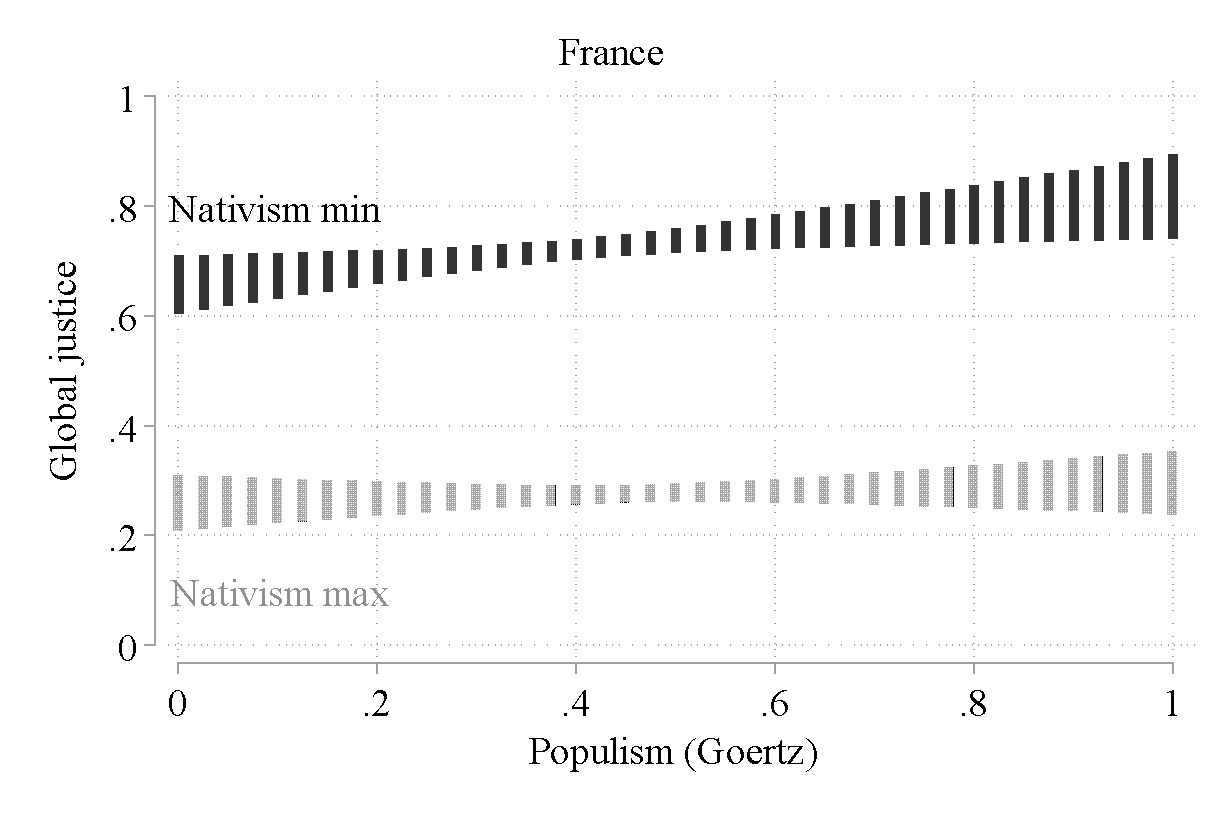 France
1
Nativism min
.8
.6
Global justice
.4
.2
Nativism max
0
0 .2 .4 .6 .8 1
Populism (Goertz)